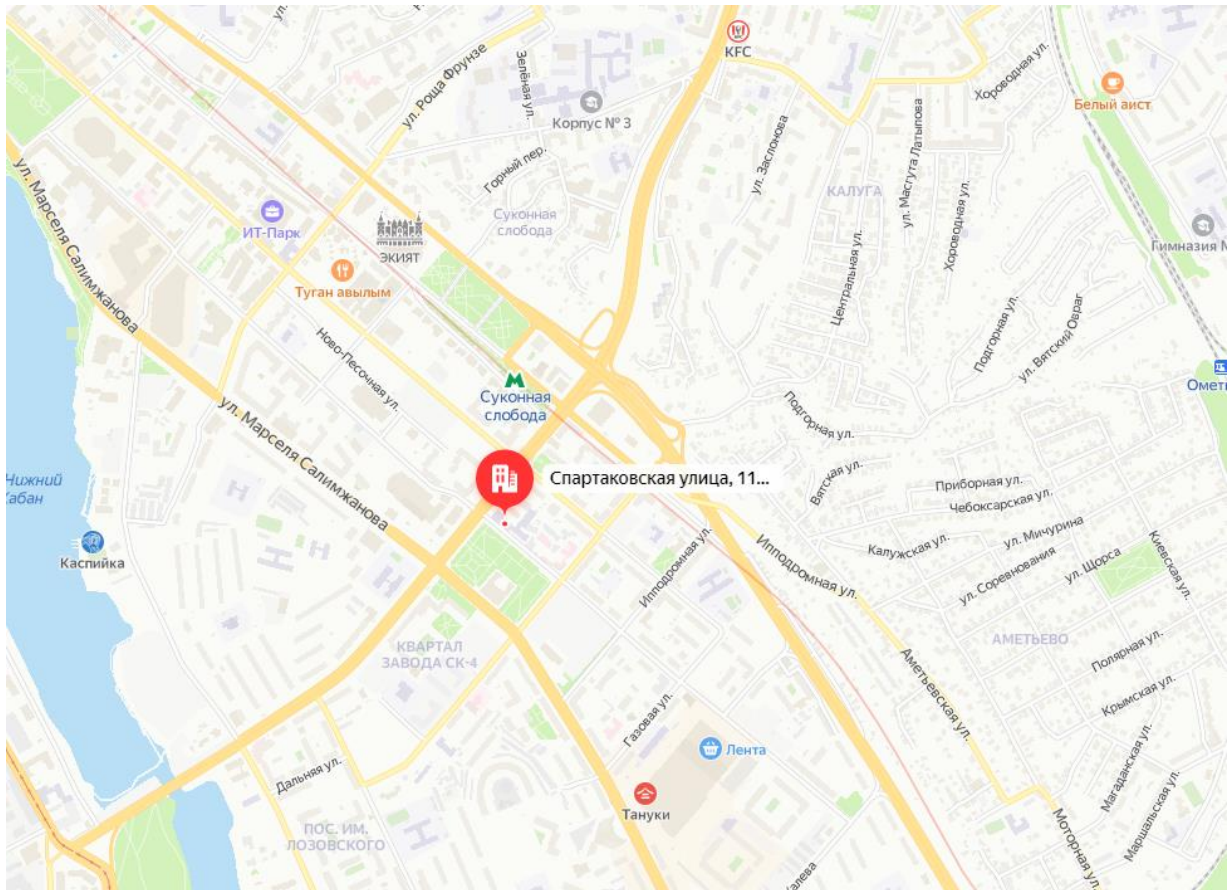 KFC
ул. Роща Фрунзе
Зелёная ул.
Корпус № 3
Горный пер.
Суконная
слобода
ул. Заслонова
КАЛУГА
ул. Масгута Латыпова
Хороводная ул.
Хороводная ул.
Белый аист
Гимназия №
ул. Марселя Салимжанова
ИТ-Парк
ЭКИЯТ
Туган авылым
Центральная ул.
Подгорная ул.
ул. Вятский Овраг
Ново-Песочная ул.
Суконная
слобода
Подгорная ул.
ул. Марселя Салимжанова
Нижний
Кабан
Спартаковская улица, 11...
Вятская ул.
Приборная ул.
Чебоксарская ул.
Калужская ул.
ул. Мичурина
ул. Соревнования
ул. Щорса
Киевская ул.
Каспийка
Ипподромная ул.
Ипподромная ул.
КВАРТАЛ
ЗАВОДА СК-4
АМЕТЬЕВО
Аметьевская ул.
Полярная ул.
Крымская ул.
Газовая ул.
Лента
Дальняя ул.
Тануки
Магаданская ул.
Маршальская ул.
Моторная ул.
ПОС. ИМ.
ЛОЗОВСКОГО